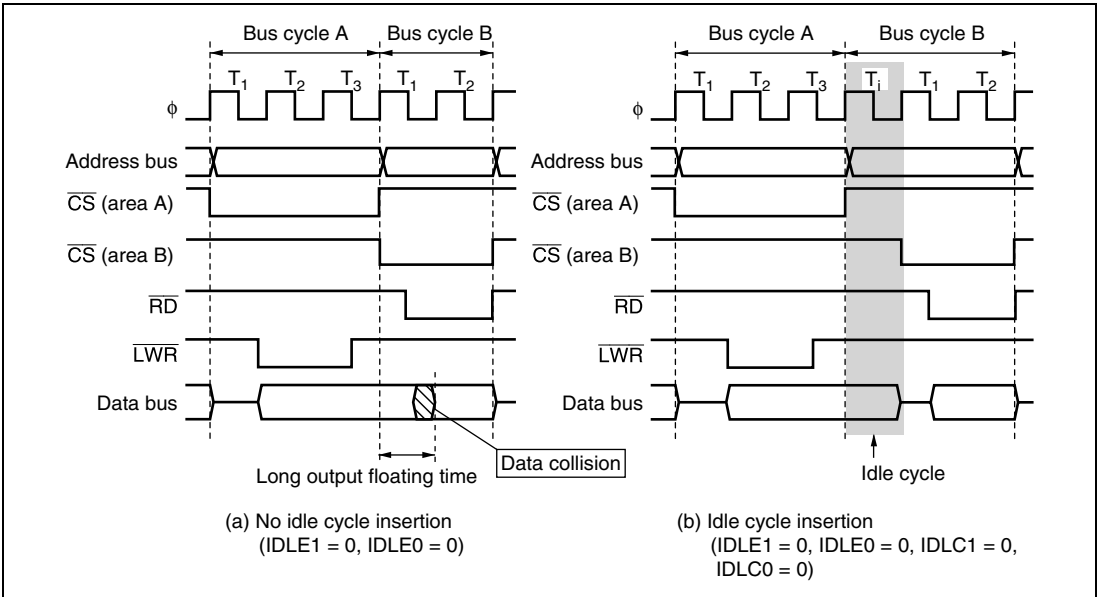 Bus cycle A Bus cycle B
T1 T2 T3 T1 T2
φ
Address bus
CS (area A)
CS (area B)
RD
LWR
Data bus
Long output floating time
Data collision
(a) No idle cycle insertion
(IDLE1 = 0, IDLE0 = 0)
Bus cycle A Bus cycle B
T1 T2 T3 Ti T1 T2
φ
Address bus
CS (area A)
CS (area B)
RD
LWR
Data bus
Idle cycle
(b) Idle cycle insertion
(IDLE1 = 0, IDLE0 = 0, IDLC1 = 0,
IDLC0 = 0)